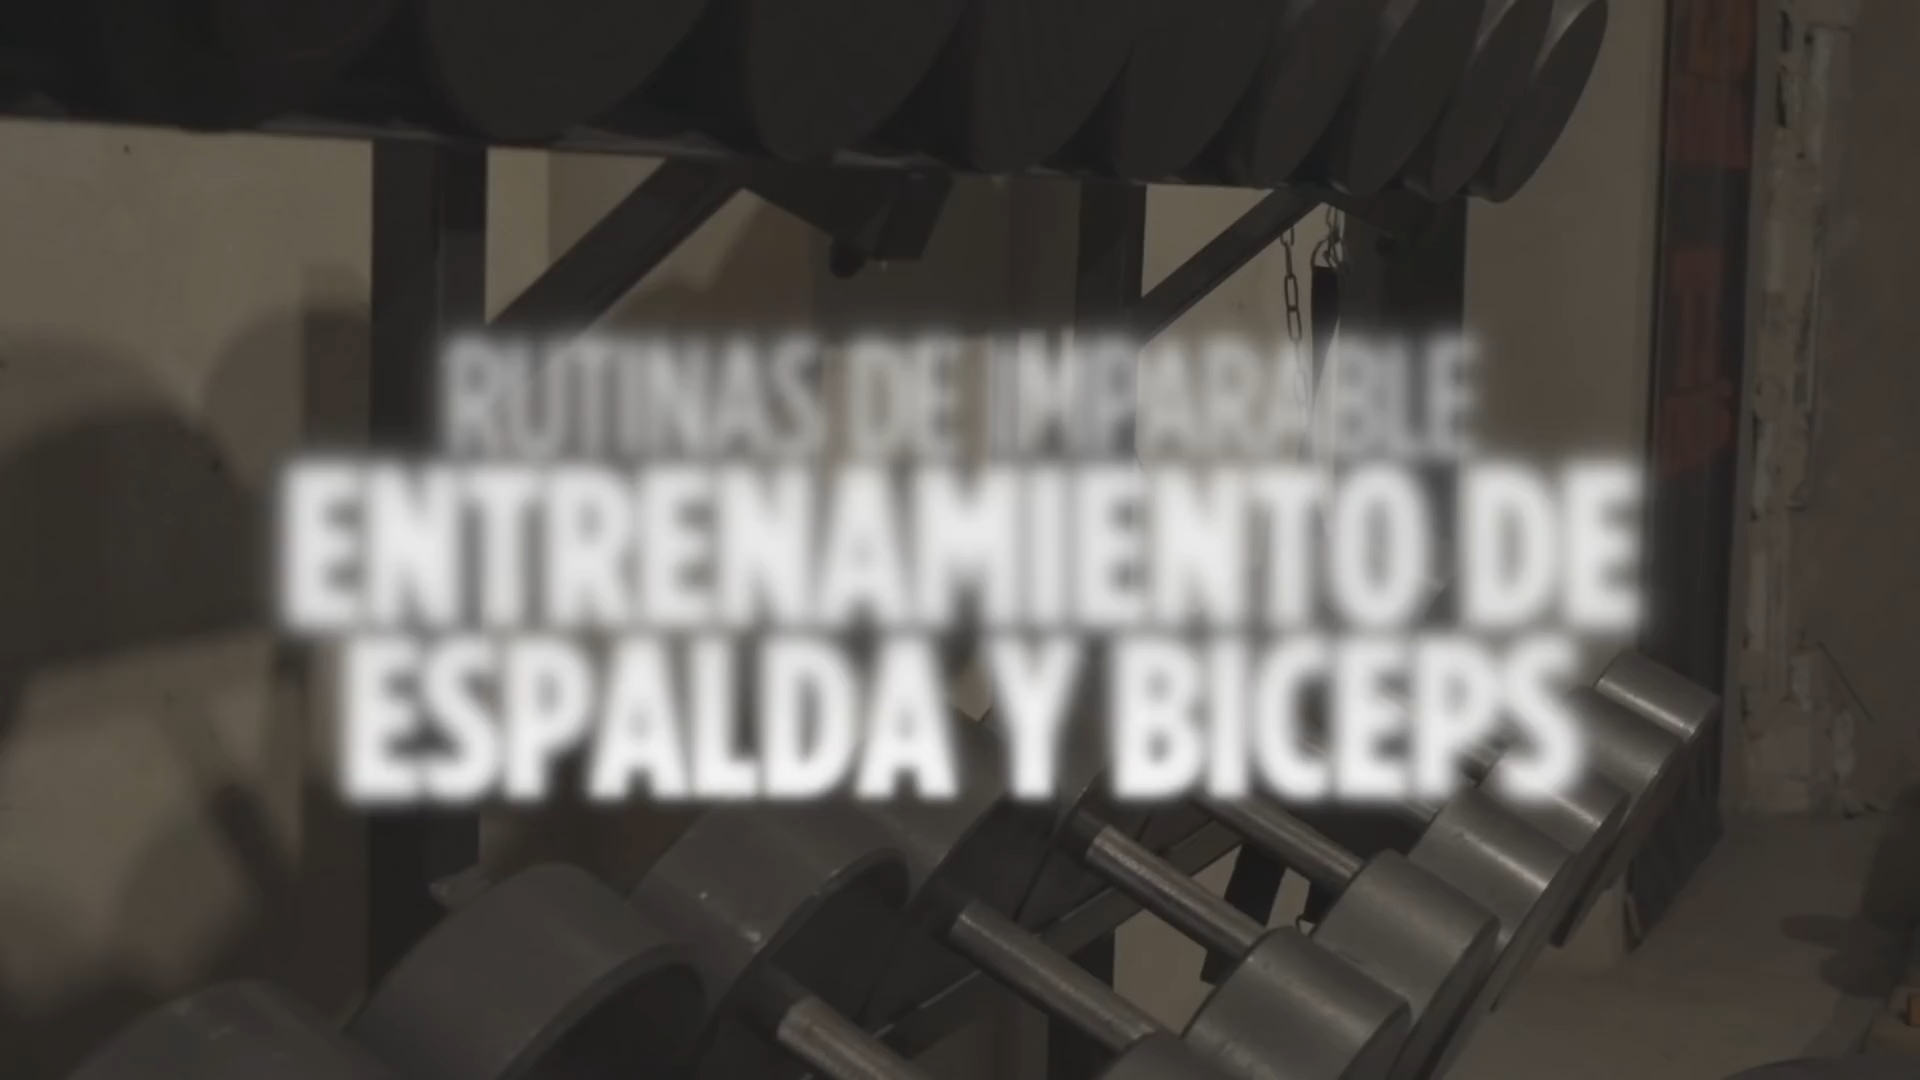 RUTINAS DE IMPARABLE
ENTRENAMIENTO DE
ESPALDA Y BICEPS